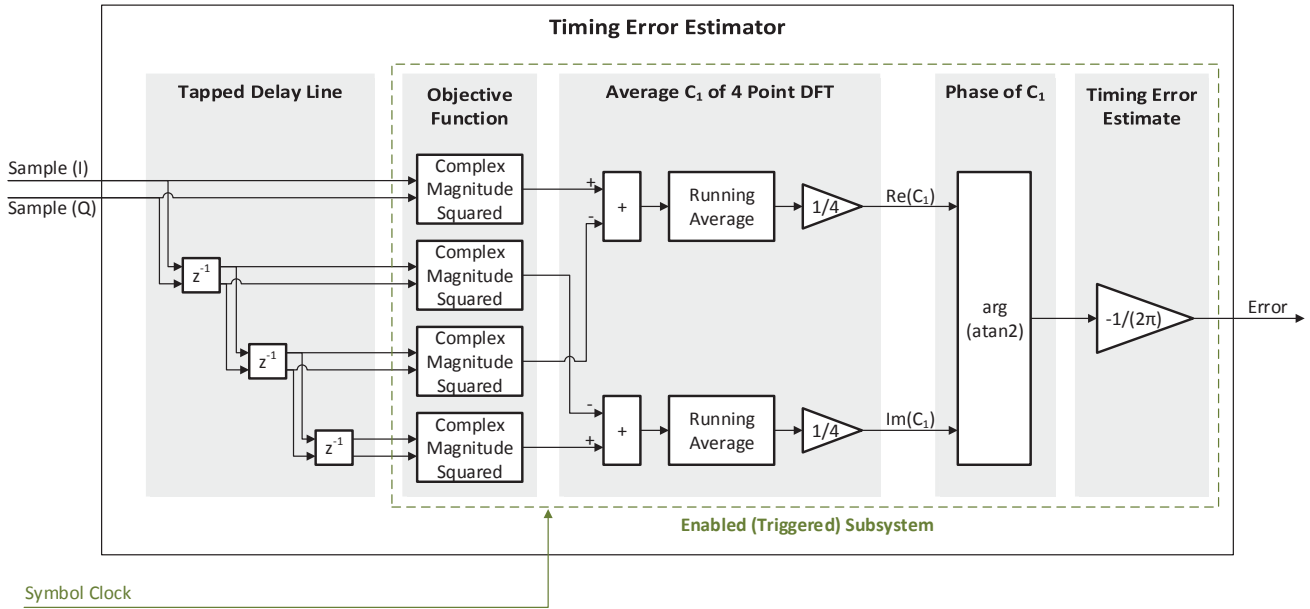 Timing Error Estimator
Tapped Delay Line
Objective
Function
Average C₁ of 4 Point DFT
Phase of C₁
Timing Error
Estimate
Sample (I)
Sample (Q)
z⁻¹
z⁻¹
z⁻¹
Complex
Magnitude
Squared
Complex
Magnitude
Squared
Complex
Magnitude
Squared
Complex
Magnitude
Squared
+
-
+
Running
Average
1/4
Re(C₁)
-
+
+
Running
Average
1/4
Im(C₁)
arg
(atan2)
-1/(2π)
Error
Enabled (Triggered) Subsystem
Symbol Clock